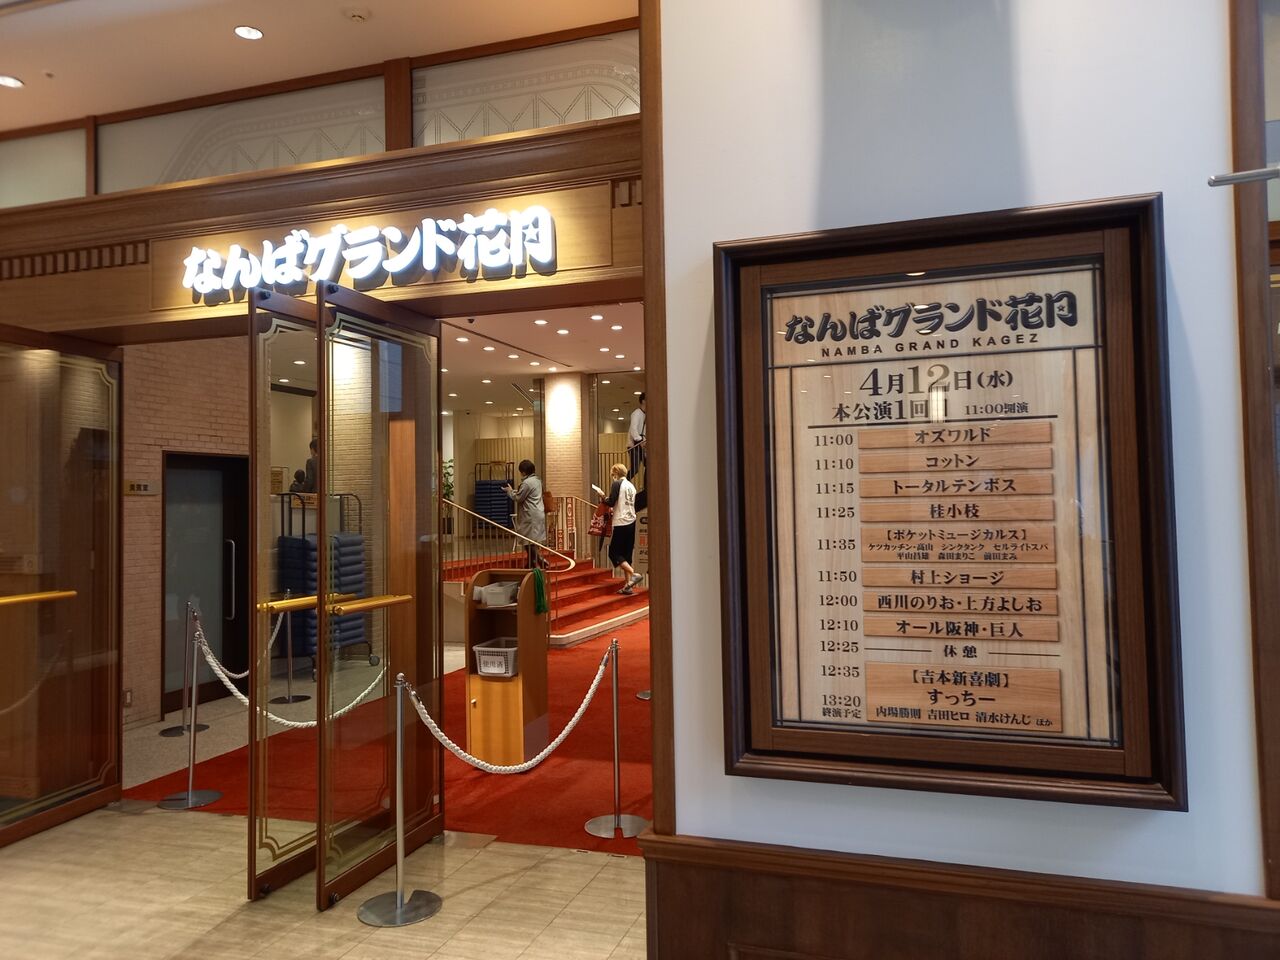 なんばグランド花月
なんばグランド花月
NAMBA GRAND KAGEZ
4月12日(水)
本公演1回目 11:00開演
11:00 オズワルド
11:10 コットン
11:15 トータルテンボス
11:25 桂小枝
11:35 【ポケットミュージカルス】
ケツカッチン・高山 シンクタンク セルライトスパ
平山昌雄 森田まりこ 前田まみ
11:50 村上ショージ
12:00 西川のりお・上方よしお
12:10 オール阪神・巨人
12:25 休憩
12:35 【吉本新喜劇】
すっちー
13:20
終演予定 内場勝則 吉田ヒロ 清水けんじ ほか
使用済